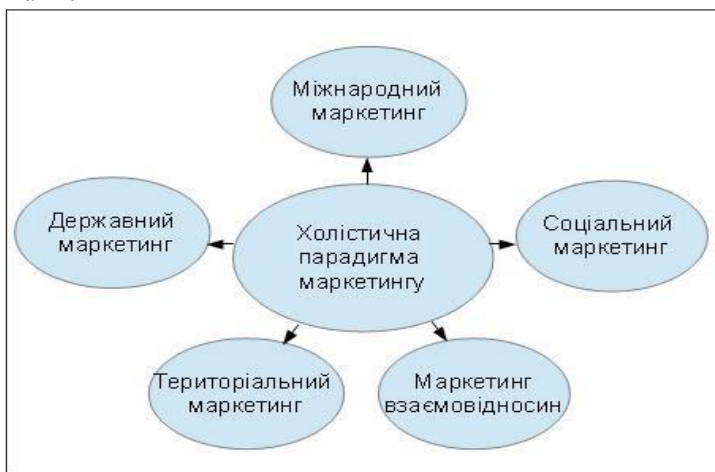 Міжнародний
маркетинг
Державний
маркетинг
Холістична
парадигма
маркетингу
Соціальний
маркетинг
Територіальний
маркетинг
Маркетинг
взаємовідносин